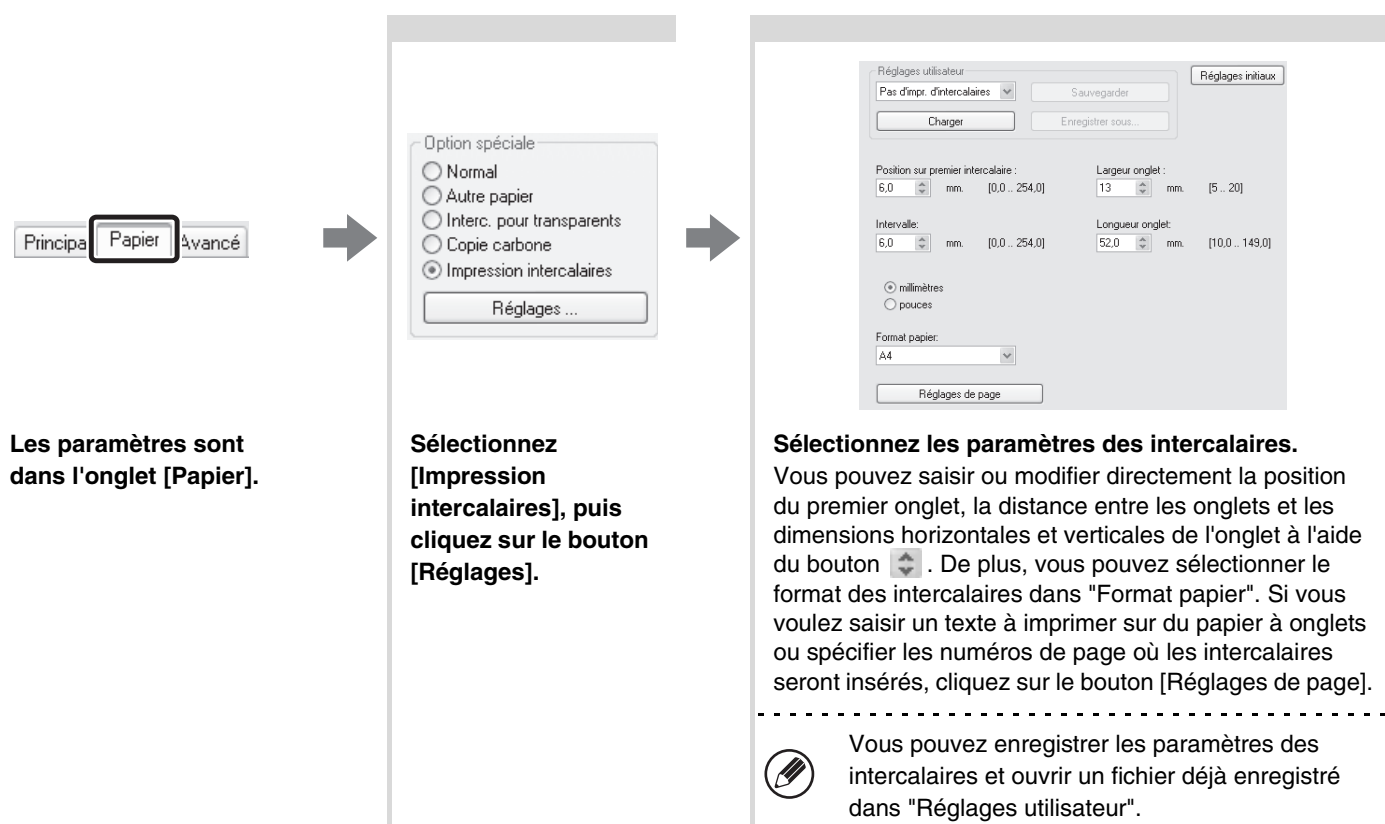 Principa Papier Avancé
Les paramètres sont
dans l'onglet [Papier].
Option spéciale
Normal
Autre papier
Interc. pour transparents
Copie carbone
Impression intercalaires
Réglages ...
Sélectionnez
[Impression
intercalaires], puis
cliquez sur le bouton
[Réglages].
Réglages utilisateur
Réglages initiaux
Pas d'impr. d'intercalaires Sauvegarder
Charger Enregistrer sous...
Position sur premier intercalaire : Largeur onglet :
6,0 mm. [0,0 .. 254,0] 13 mm. [5 .. 20]
Intervalle: Longueur onglet:
6,0 mm. [0,0 .. 254,0] 52,0 mm. [10,0 .. 149,0]
millimètres
pouces
Format papier:
A4
Réglages de page
Sélectionnez les paramètres des intercalaires.
Vous pouvez saisir ou modifier directement la position
du premier onglet, la distance entre les onglets et les
dimensions horizontales et verticales de l'onglet à l'aide
du bouton . De plus, vous pouvez sélectionner le
format des intercalaires dans "Format papier". Si vous
voulez saisir un texte à imprimer sur du papier à onglets
ou spécifier les numéros de page où les intercalaires
seront insérés, cliquez sur le bouton [Réglages de page].
Vous pouvez enregistrer les paramètres des
intercalaires et ouvrir un fichier déjà enregistré
dans "Réglages utilisateur".